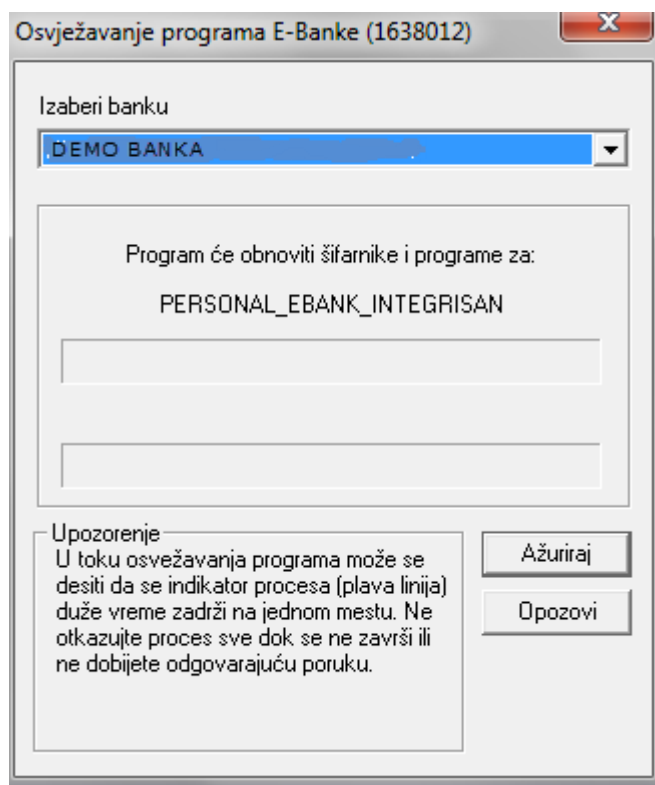 Osvježavanje programa E-Banke (1638012)
Izaberi banku
.DEMO BANKA
Program će obnoviti šifarnike i programe za:
PERSONAL_EBANK_INTEGRISAN
Upozorenje
U toku osvežavanja programa može se
desiti da se indikator procesa (plava linija)
duže vreme zadrži na jednom mestu. Ne
otkazujte proces sve dok se ne završi ili
ne dobijete odgovarajuću poruku.
Ažuriraj
Opozovi